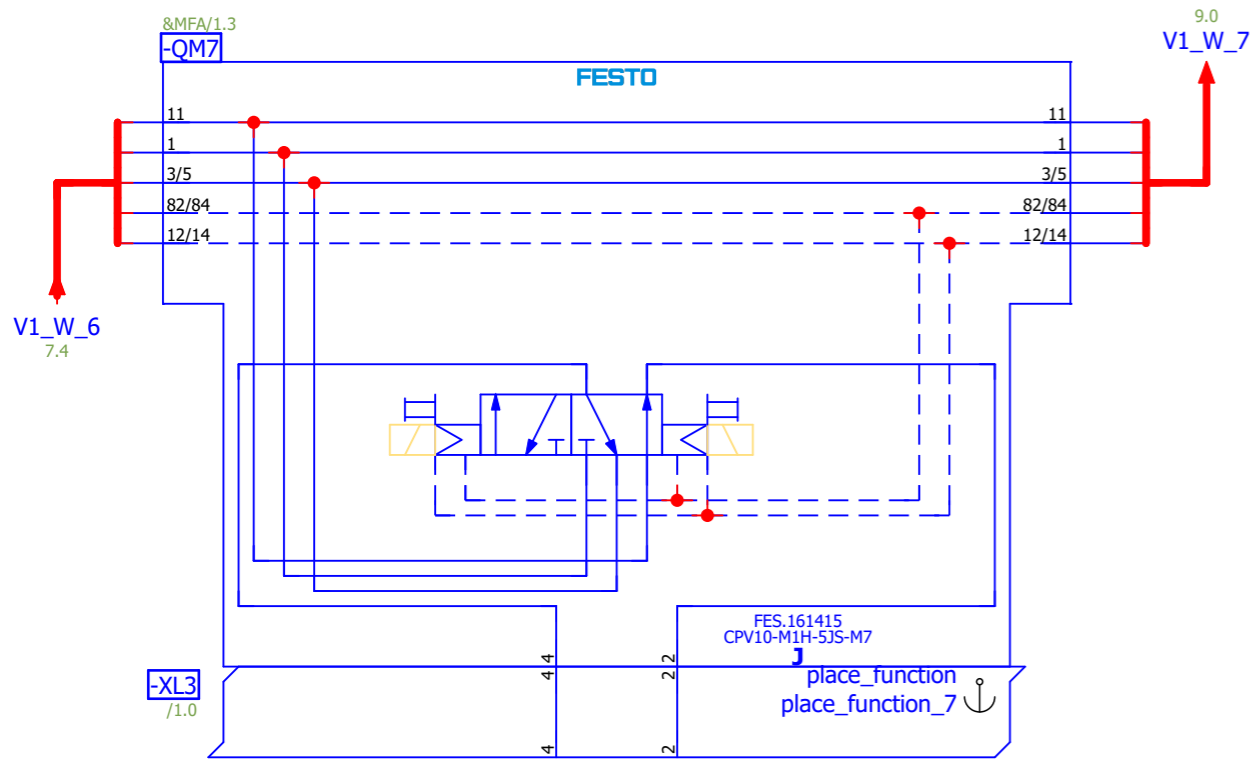 &MFA/1.3
-QM7
9.0
V1_W_7
FESTO
11
11
1
1
3/5
3/5
82/84
82/84
12/14
12/14
V1_W_6
7.4
FES.161415
CPV10-M1H-5JS-M7
J
4
2
4
2
place_function
place_function_7
-XL3
/1.0
4
2